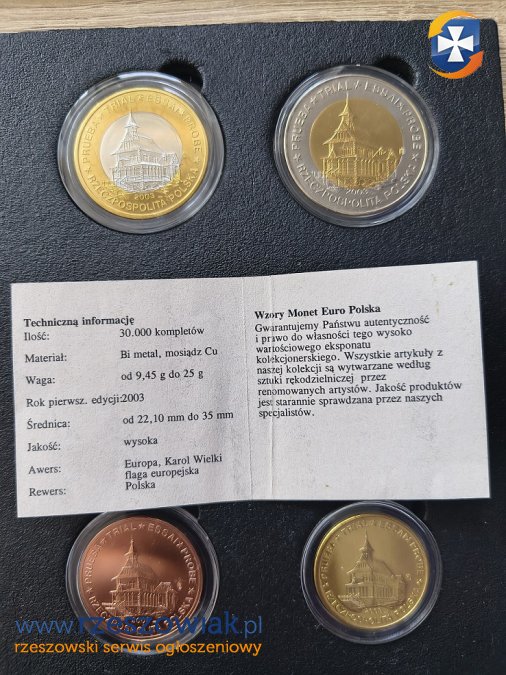 PRUEBA ★ TRIAL ★ ESSAI ★ PROBE
2003
RZECZPOSPOLITA POLSKA
PRUEBA ★ TRIAL ★ ESSAI ★ PROBE
2003
RZECZPOSPOLITA POLSKA
Techniczną informację
Ilość: 30.000 kompletów
Materiał: Bi metal, mosiądz Cu
Waga: od 9,45 g do 25 g
Rok pierwsz. edycji:2003
Średnica: od 22,10 mm do 35 mm
Jakość: wysoka
Awers: Europa, Karol Wielki
flaga europejska
Rewers: Polska
Wzory Monet Euro Polska
Gwarantujemy Państwu autentyczność
i prawo do własności tego wysoko
wartościowego eksponatu
kolekcjonerskiego. Wszystkie artykuły z
naszej kolekcji są wytwarzane według
sztuki rękodzielniczej przez
renomowanych artystów. Jakość produktów
jest starannie sprawdzana przez naszych
specjalistów.
PRUEBA ★ TRIAL ★ ESSAI ★ PROBE
RZECZPOSPOLITA POLSKA
PRUEBA ★ TRIAL ★ ESSAI ★ PROBE
RZECZPOSPOLITA POLSKA
www.rzeszowiak.pl
rzeszowski serwis ogłoszeniowy